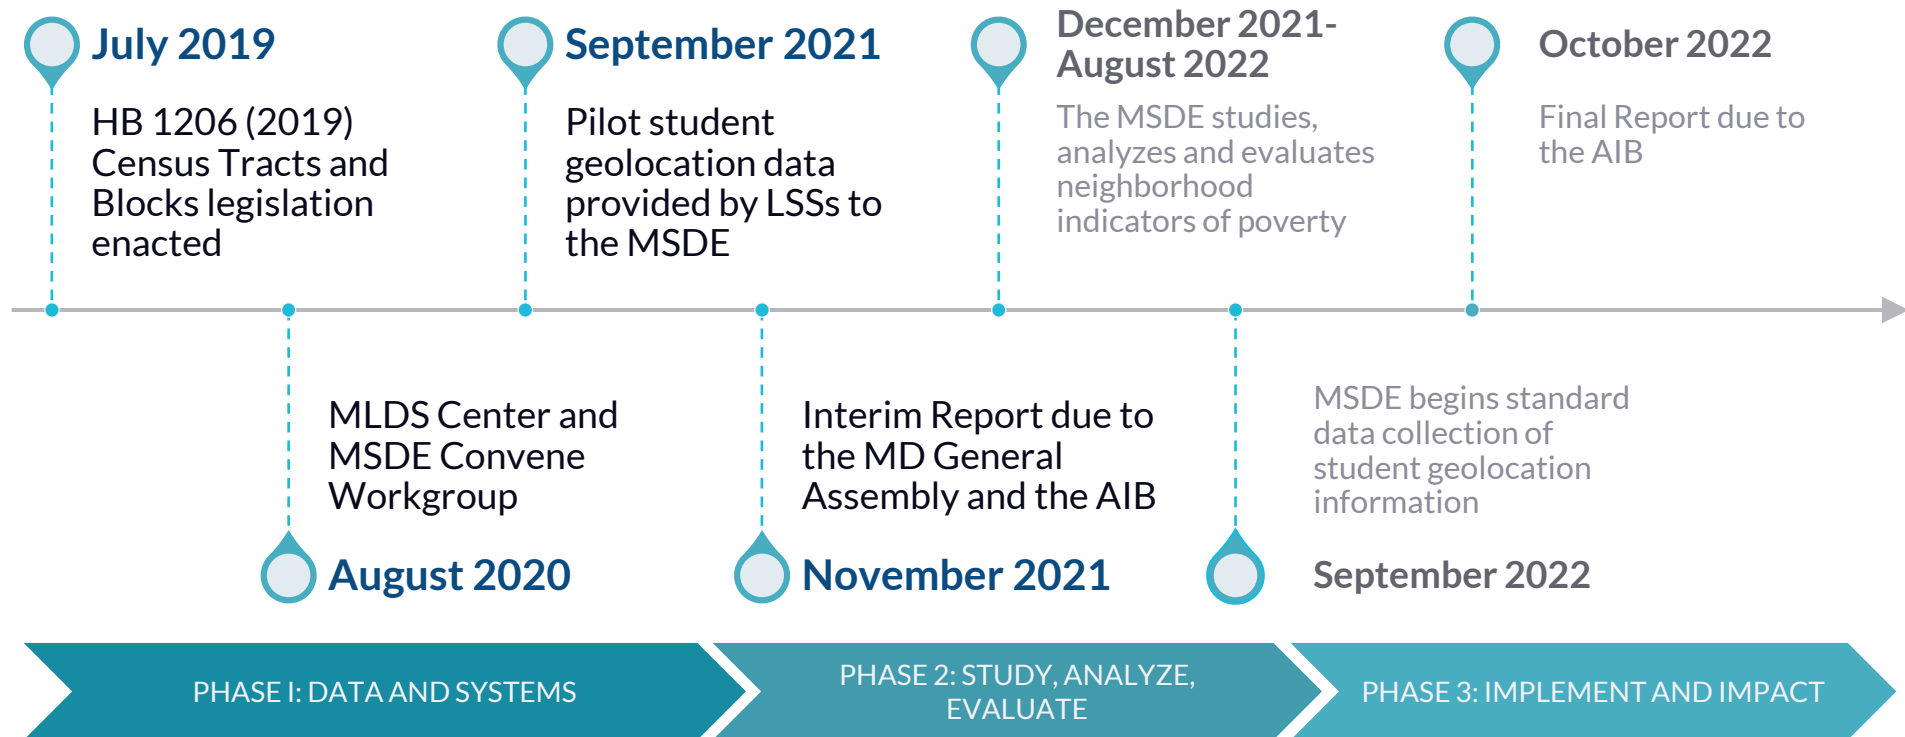 July 2019
HB 1206 (2019)
Census Tracts and
Blocks legislation
enacted
September 2021
Pilot student
geolocation data
provided by LSSs to
the MSDE
December 2021-
August 2022
The MSDE studies,
analyzes and evaluates
neighborhood
indicators of poverty
October 2022
Final Report due to
the AIB
MLDS Center and
MSDE Convene
Workgroup
August 2020
Interim Report due to
the MD General
Assembly and the AIB
November 2021
MSDE begins standard
data collection of
student geolocation
information
September 2022
PHASE I: DATA AND SYSTEMS
PHASE 2: STUDY, ANALYZE,
EVALUATE
PHASE 3: IMPLEMENT AND IMPACT